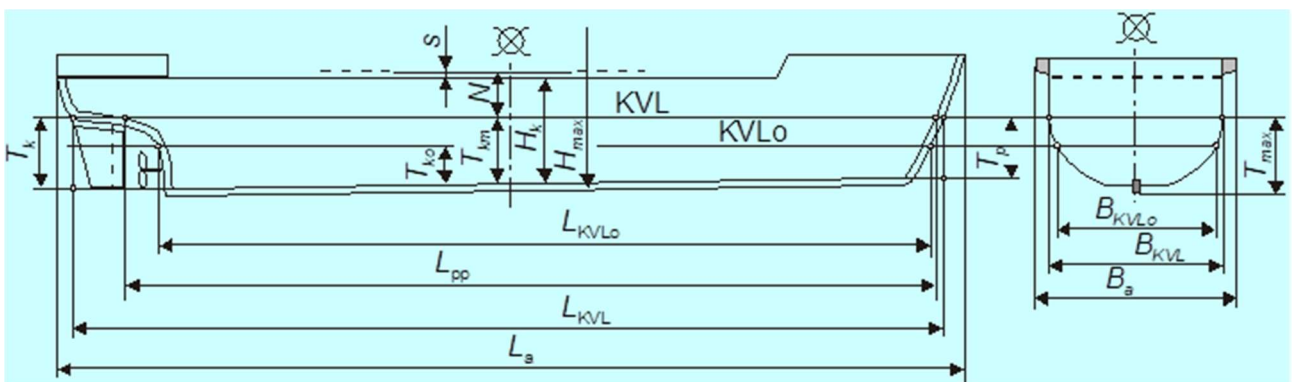 s
N
KVL
KVLo
T_k
T_ko
T_km
H_k
H_max
T_p
T_max
L_KVLo
B_KVLo
L_pp
B_KVL
L_KVL
B_a
L_a